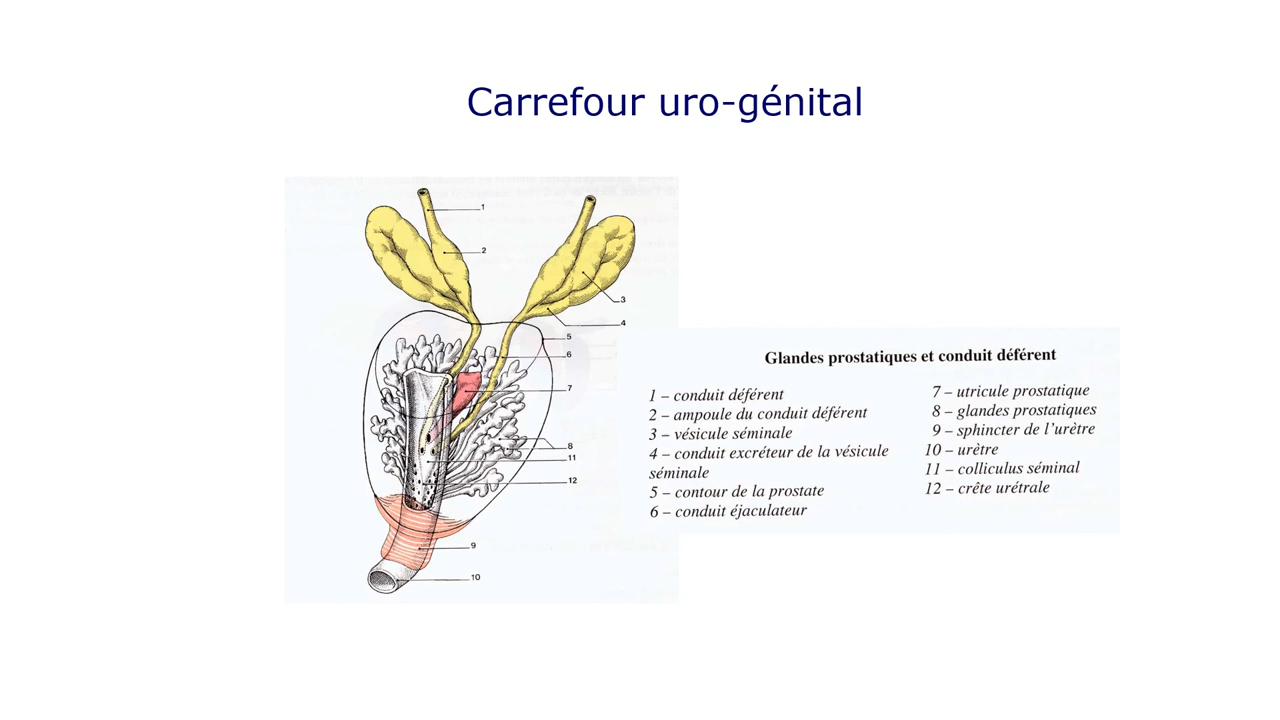 Carrefour uro-génital
1
2
3
4
5
6
7
8
11
12
9
10
Glandes prostatiques et conduit déférent
1 – conduit déférent
2 – ampoule du conduit déférent
3 – vésicule séminale
4 – conduit excréteur de la vésicule
séminale
5 – contour de la prostate
6 – conduit éjaculateur
7 – utricule prostatique
8 – glandes prostatiques
9 – sphincter de l'urètre
10 – urètre
11 – colliculus séminal
12 – crête urétrale